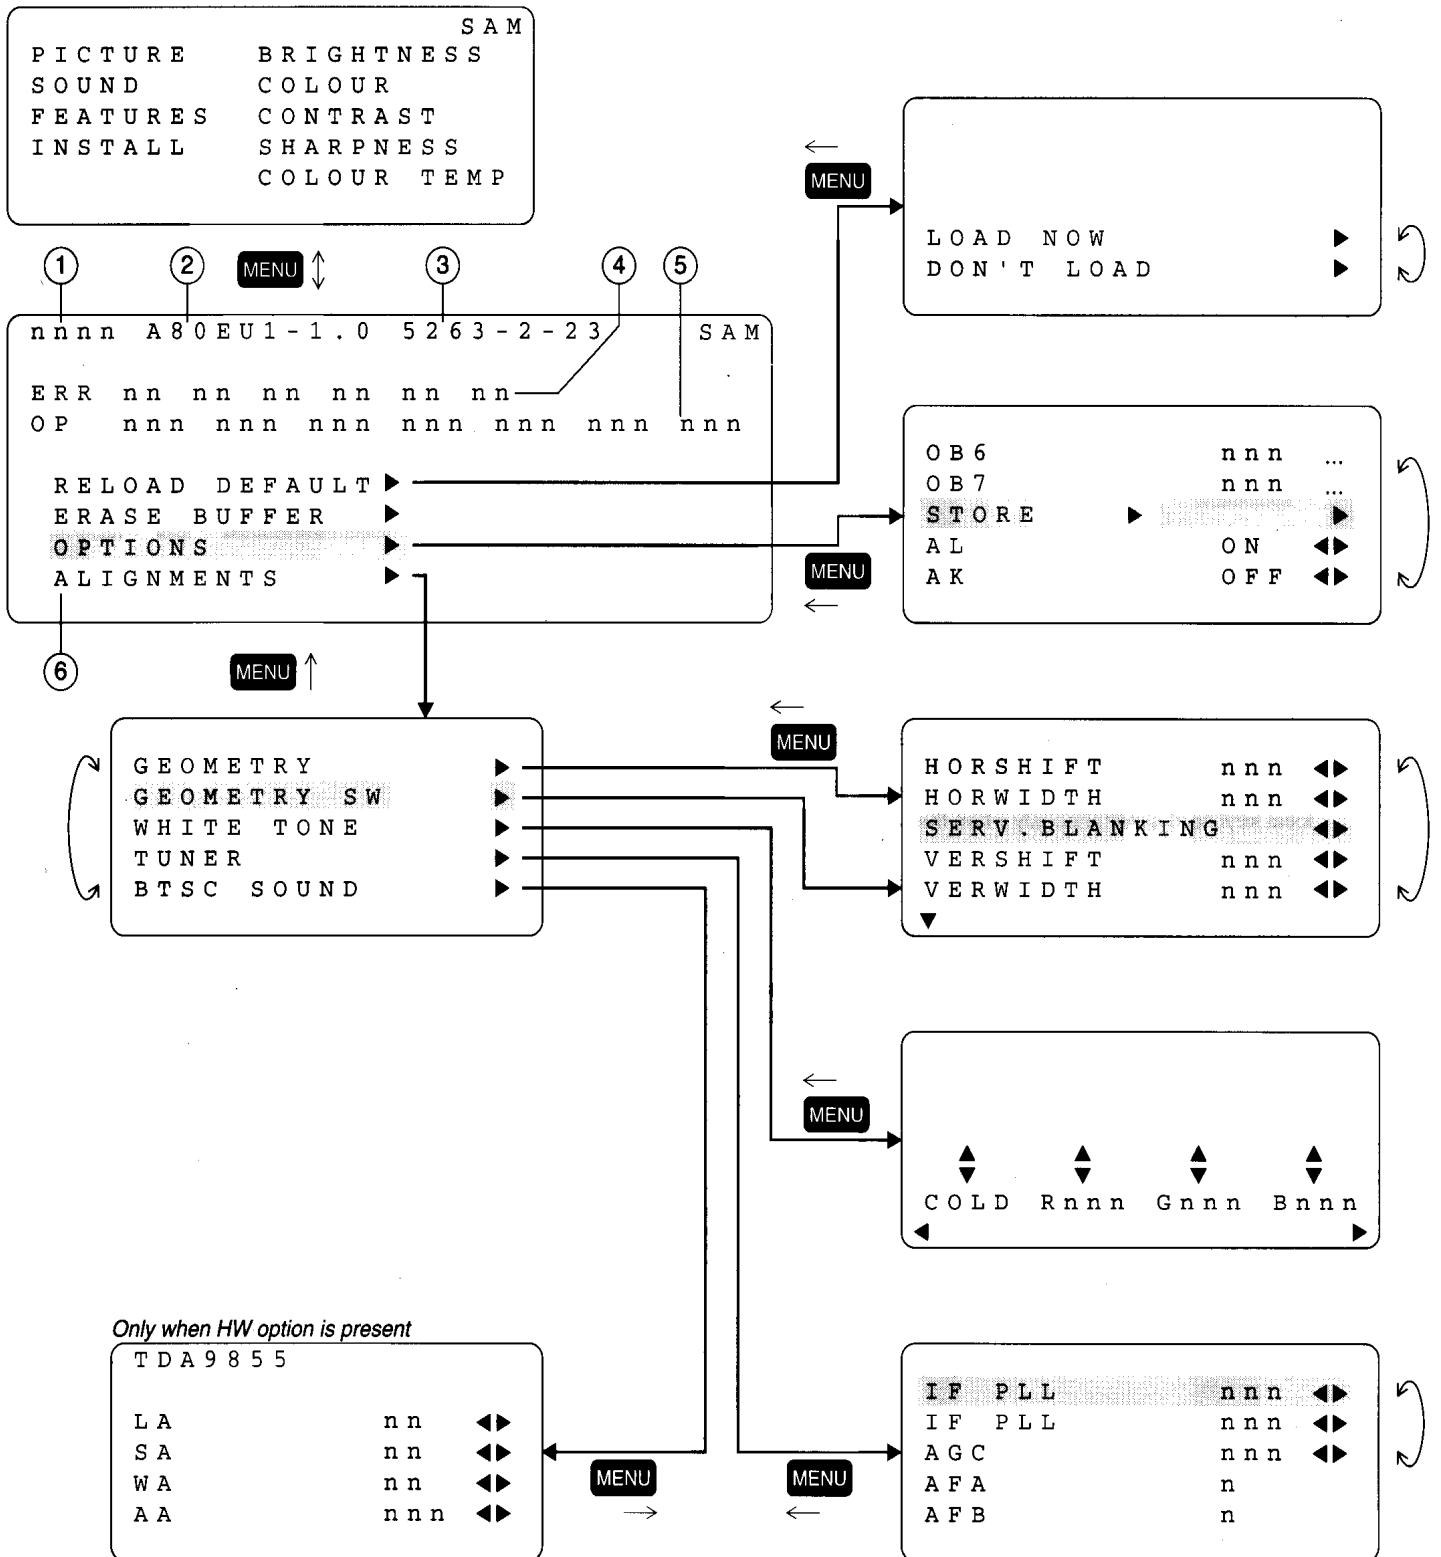 SAM
PICTURE BRIGHTNESS
SOUND COLOUR
FEATURES CONTRAST
INSTALL SHARPNESS
COLOUR TEMP
MENU
LOAD NOW
DON'T LOAD
1 2 MENU 3 4 5
nnnn A80EU1-1.0 5263-2-23 SAM
ERR nn nn nn nn nn nn
OP nnn nnn nnn nnn nnn nnn nnn
RELOAD DEFAULT
ERASE BUFFER
OPTIONS
ALIGNMENTS
6 MENU
OB6 nnn ...
OB7 nnn ...
STORE
AL ON
AK OFF
MENU
GEOMETRY
GEOMETRY SW
WHITE TONE
TUNER
BTSC SOUND
MENU
HORSHIFT nnn
HORWIDTH nnn
SERV.BLANKING
VERSHIFT nnn
VERWIDTH nnn
MENU
COLD Rnnn Gnnn Bnnn
Only when HW option is present
TDA9855
LA nn
SA nn
WA nn
AA nnn
MENU
MENU
IF PLL nnn
IF PLL nnn
AGC nnn
AFA n
AFB n